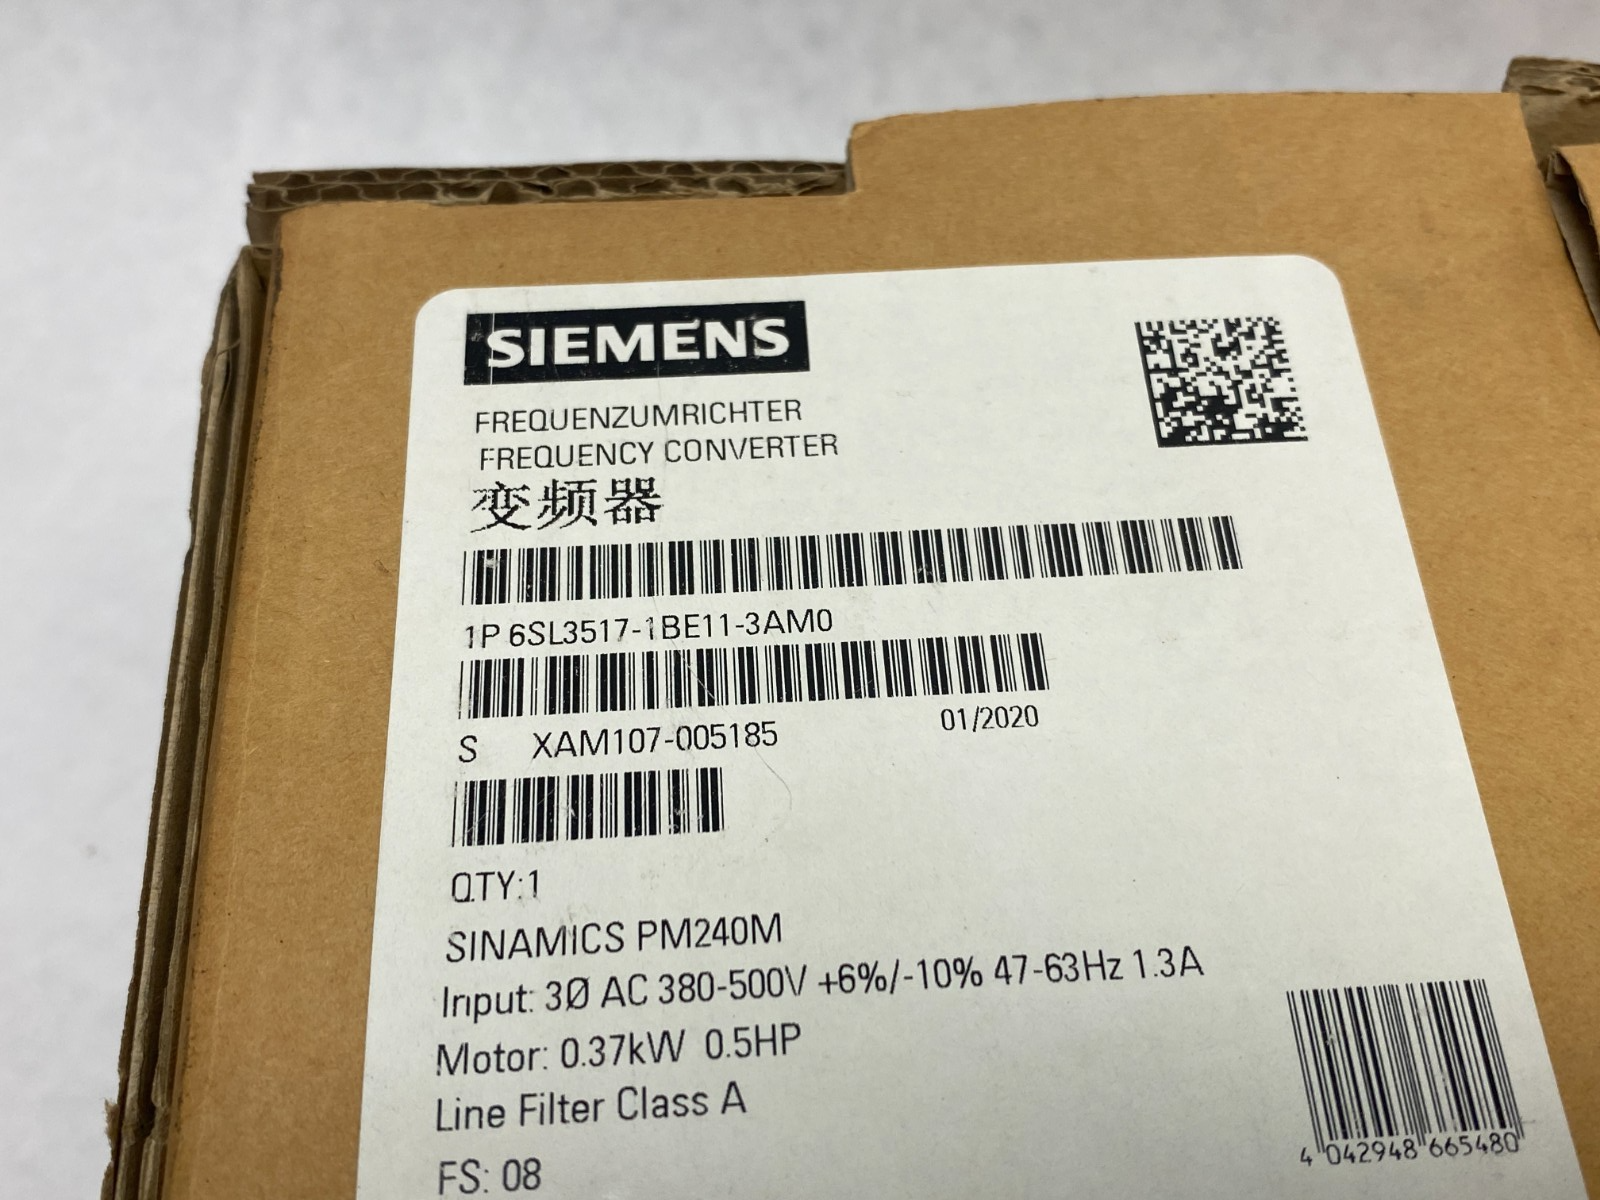 SIEMENS
FREQUENZUMRICHTER
FREQUENCY CONVERTER
变频器
1P 6SL3517-1BE11-3AM0
S XAM107-005185 01/2020
QTY:1
SINAMICS PM240M
Input: 3Ø AC 380-500V +6%/-10% 47-63Hz 1.3A
Motor: 0.37kW 0.5HP
Line Filter Class A
FS: 08
4 042948 665480